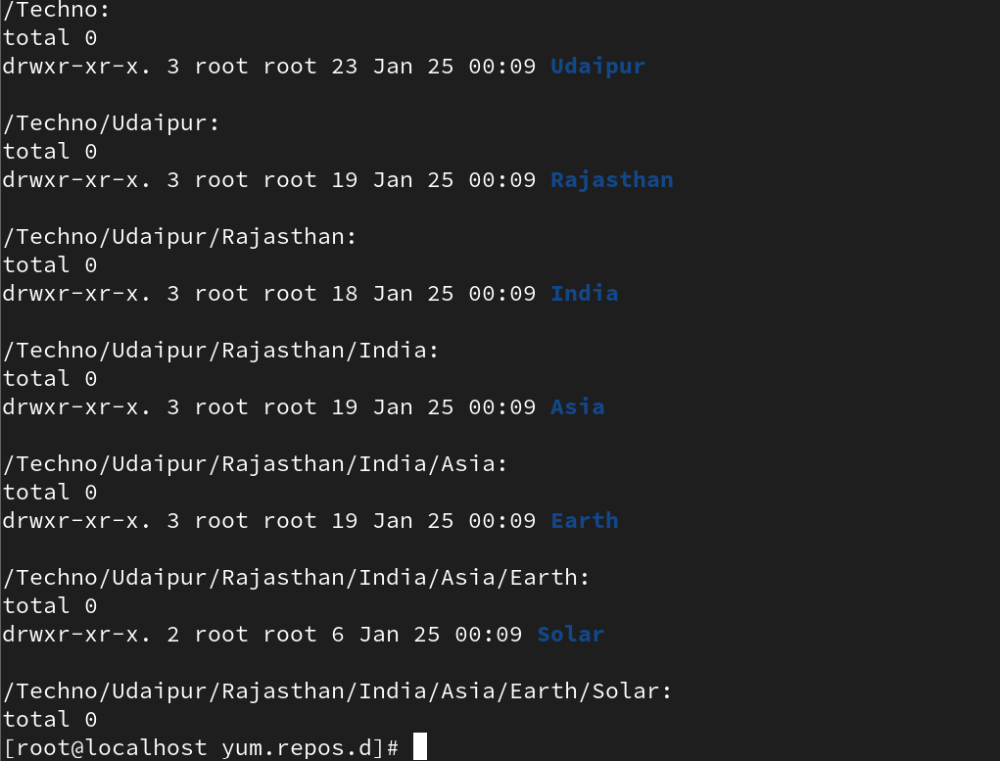 /Techno:
total 0
drwxr-xr-x. 3 root root 23 Jan 25 00:09 Udaipur
/Techno/Udaipur:
total 0
drwxr-xr-x. 3 root root 19 Jan 25 00:09 Rajasthan
/Techno/Udaipur/Rajasthan:
total 0
drwxr-xr-x. 3 root root 18 Jan 25 00:09 India
/Techno/Udaipur/Rajasthan/India:
total 0
drwxr-xr-x. 3 root root 19 Jan 25 00:09 Asia
/Techno/Udaipur/Rajasthan/India/Asia:
total 0
drwxr-xr-x. 3 root root 19 Jan 25 00:09 Earth
/Techno/Udaipur/Rajasthan/India/Asia/Earth:
total 0
drwxr-xr-x. 2 root root 6 Jan 25 00:09 Solar
/Techno/Udaipur/Rajasthan/India/Asia/Earth/Solar:
total 0
[root@localhost yum.repos.d]#